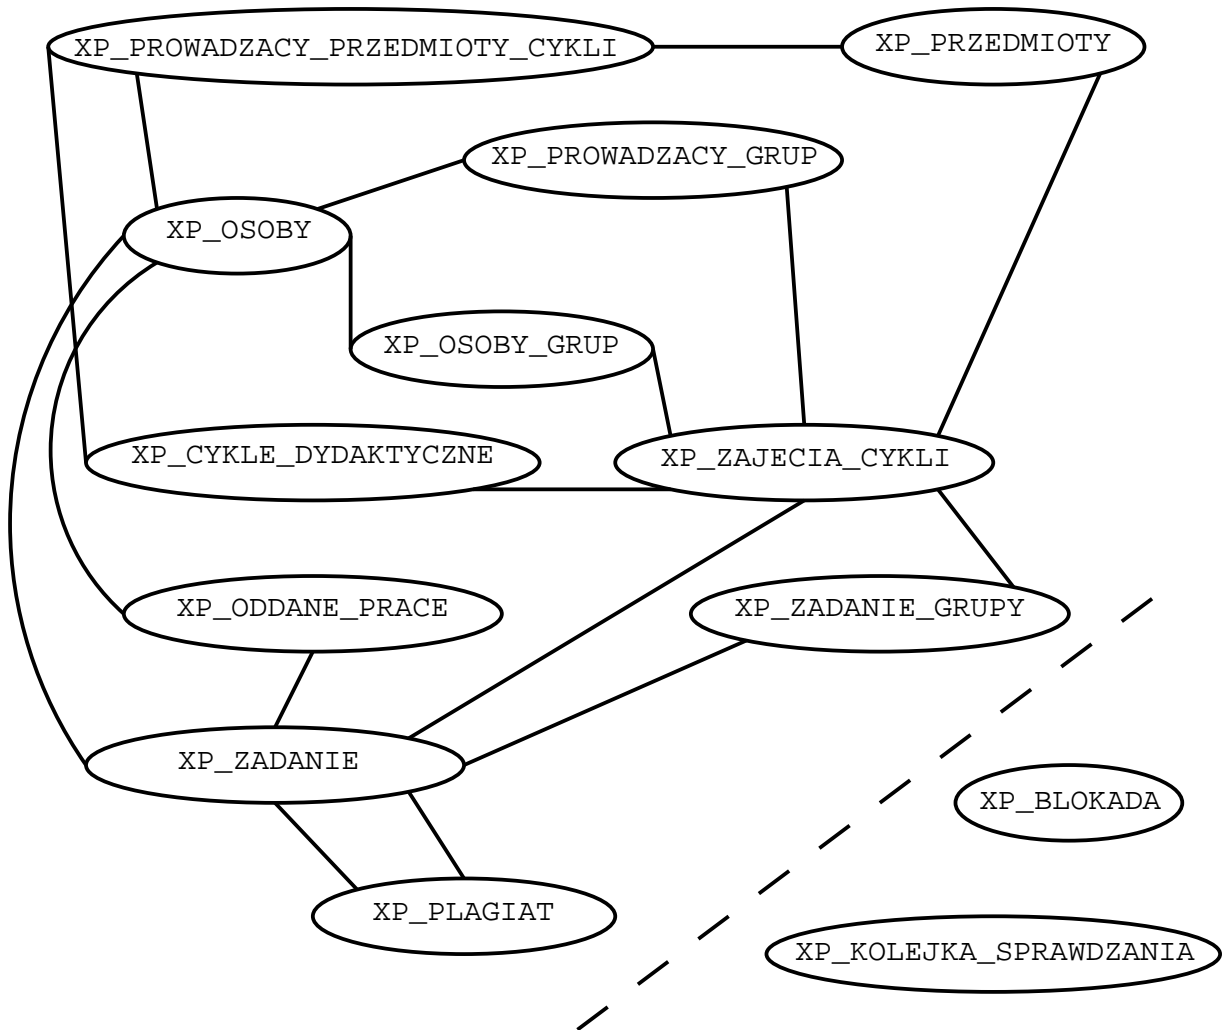 XP_PROWADZACY_PRZEDMIOTY_CYKLI
XP_PRZEDMIOTY
XP_PROWADZACY_GRUP
XP_OSOBY
XP_OSOBY_GRUP
XP_CYKLE_DYDAKTYCZNE
XP_ZAJECIA_CYKLI
XP_ODDANE_PRACE
XP_ZADANIE_GRUPY
XP_ZADANIE
XP_BLOKADA
XP_PLAGIAT
XP_KOLEJKA_SPRAWDZANIA